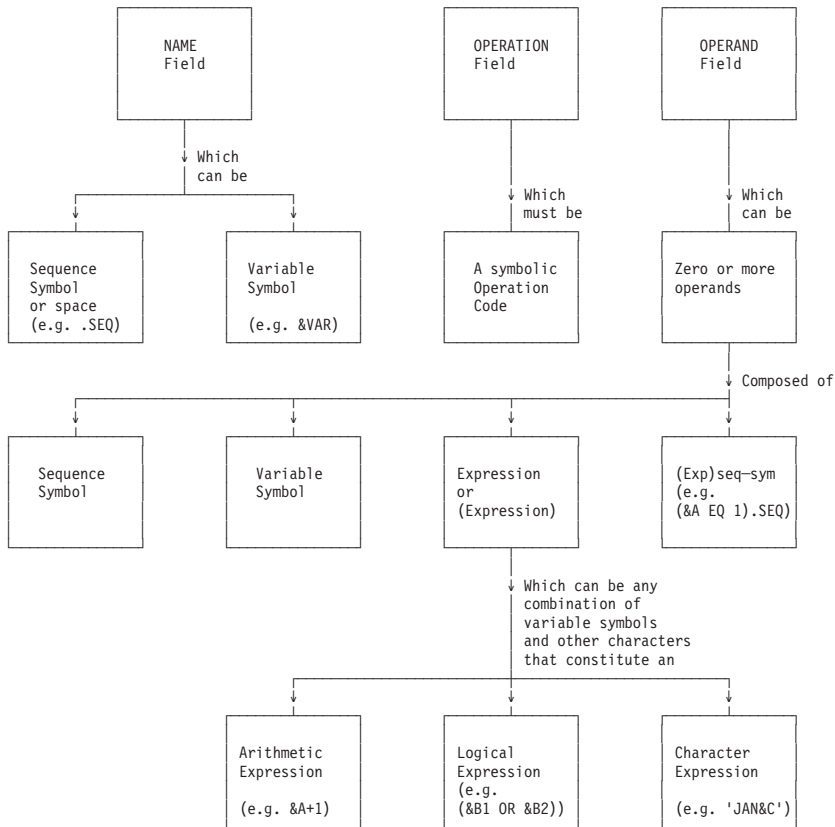 NAME
Field
OPERATION
Field
OPERAND
Field
Which
can be
Which
must be
Which
can be
Sequence
Symbol
or space
(e.g. .SEQ)
Variable
Symbol
(e.g. &VAR)
A symbolic
Operation
Code
Zero or more
operands
Composed of
Sequence
Symbol
Variable
Symbol
Expression
or
(Expression)
(Exp)seq—sym
(e.g.
(&A EQ 1).SEQ)
Which can be any
combination of
variable symbols
and other characters
that constitute an
Arithmetic
Expression
(e.g. &A+1)
Logical
Expression
(e.g.
(&B1 OR &B2))
Character
Expression
(e.g. 'JAN&C')